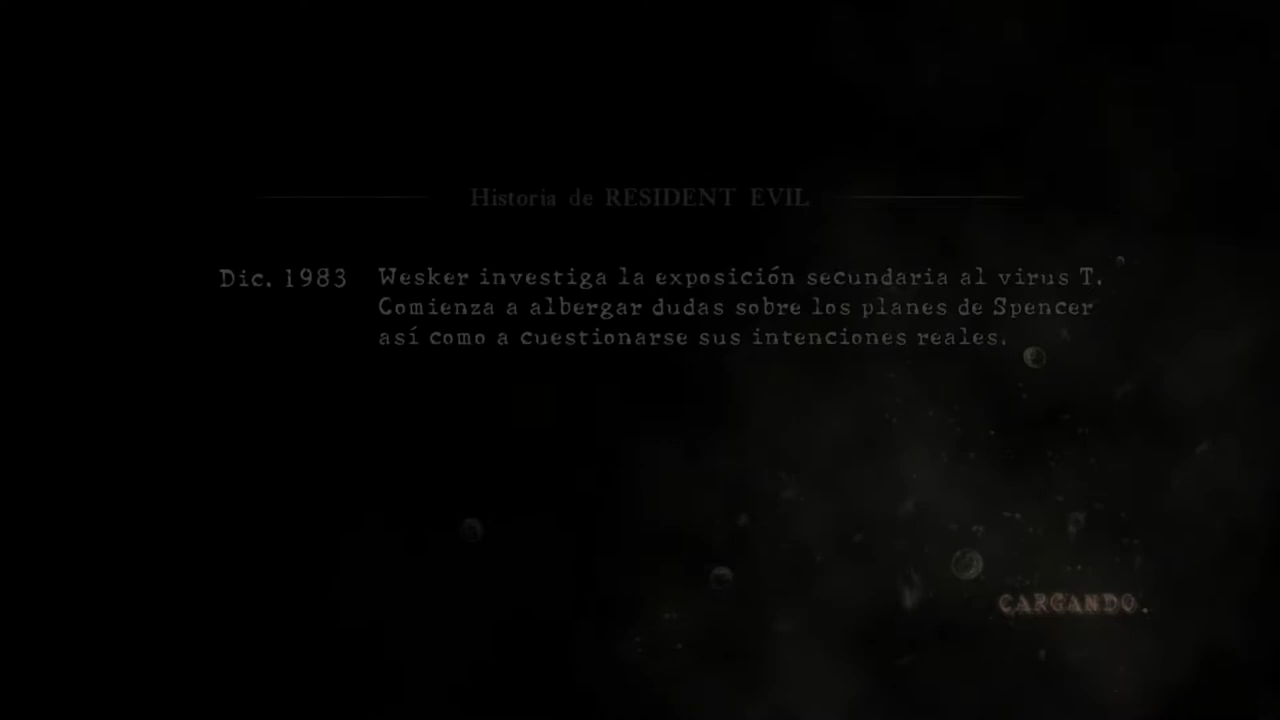 Historia de RESIDENT EVIL
Dic. 1983 Wesker investiga la exposición secundaria al virus T.
Comienza a albergar dudas sobre los planes de Spencer
así como a cuestionarse sus intenciones reales.
CARGANDO.